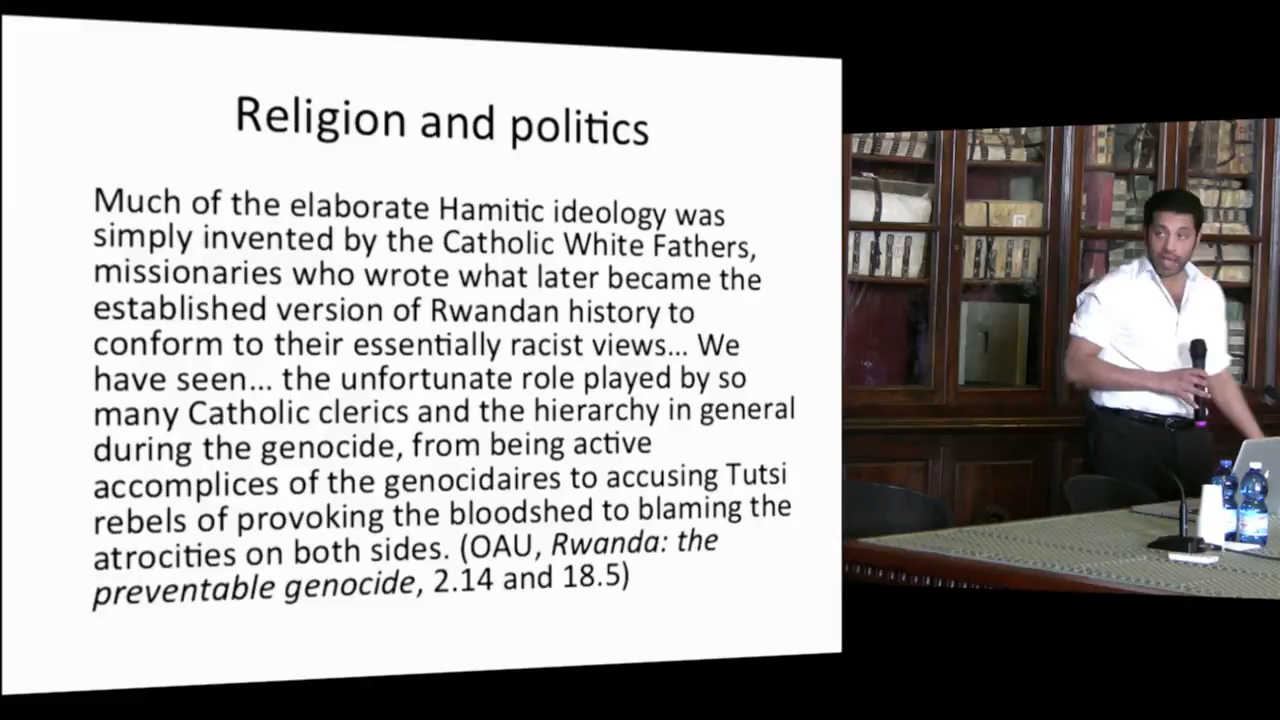 Religion and politics
Much of the elaborate Hamitic ideology was
simply invented by the Catholic White Fathers,
missionaries who wrote what later became the
established version of Rwandan history to
conform to their essentially racist views... We
have seen... the unfortunate role played by so
many Catholic clerics and the hierarchy in general
during the genocide, from being active
accomplices of the genocidaires to accusing Tutsi
rebels of provoking the bloodshed to blaming the
atrocities on both sides. (OAU, Rwanda: the
preventable genocide, 2.14 and 18.5)